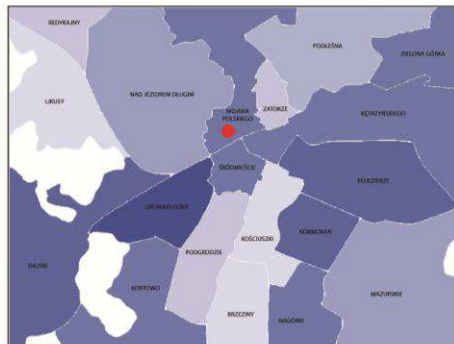 REDYKAJNY
PODLEŚNA
ZIELONA GÓRKA
LIKUSY
NAD JEZIOREM DŁUGIM
WOJSKA
POLSKIEGO
ZATORZE
KĘTRZYŃSKIEGO
ŚRÓDMIEŚCIE
POJEZIERZE
GRUNWALDZKIE
KOŚCIUSZKI
KORMORAN
PODGRODZIE
DAJTKI
KORTOWO
BRZEZINY
NAGÓRKI
MAZURSKIE